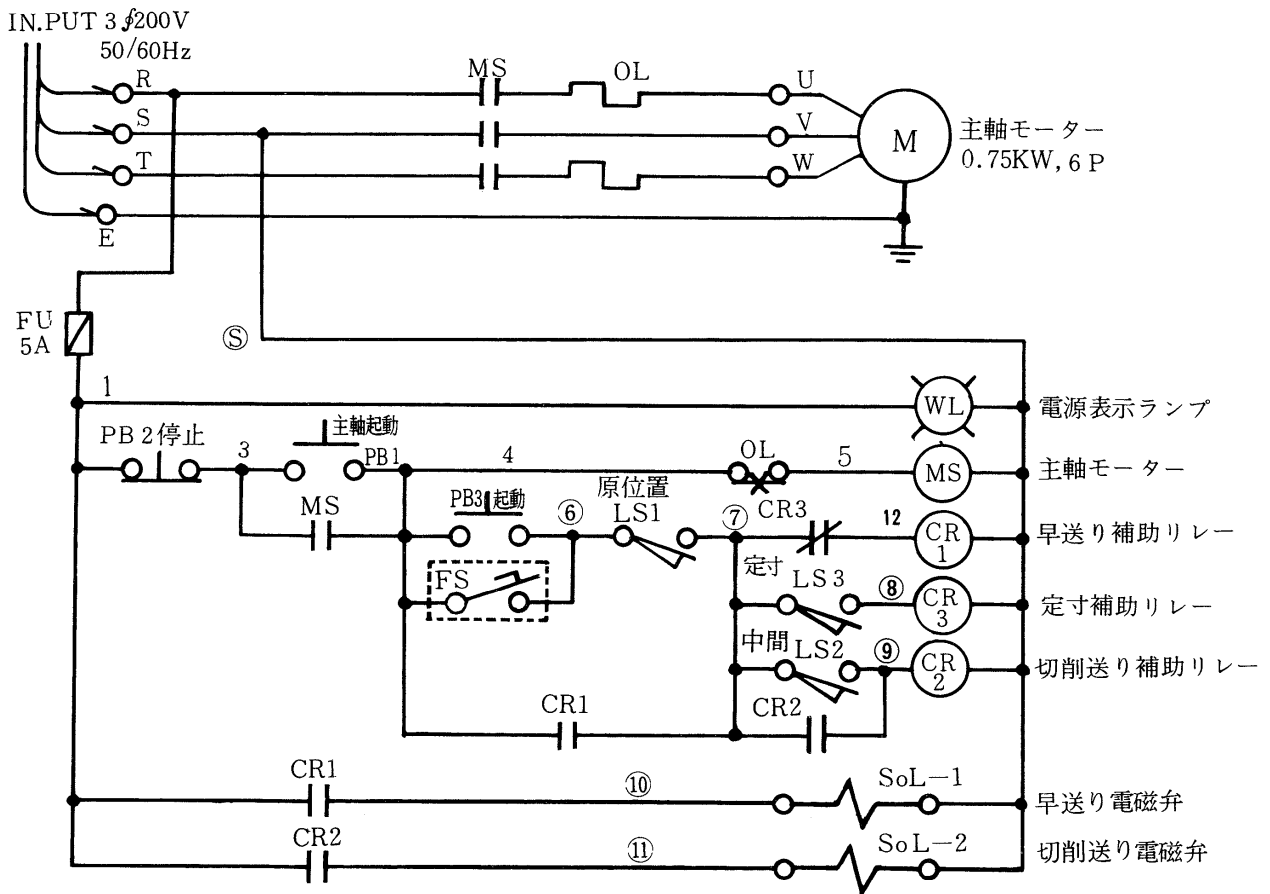 IN.PUT 3∮200V
50/60Hz
R
MS
OL
U
S
V
M
主軸モーター
0.75KW, 6P
T
W
E
FU
5A
Ⓢ
1
WL
電源表示ランプ
PB2停止
3
主軸起動
PB1
4
OL
5
MS
主軸モーター
MS
PB3起動
⑥
原位置
LS1
⑦
CR3
12
CR
1
早送り補助リレー
FS
定寸
LS3
⑧
CR
3
定寸補助リレー
中間
LS2
⑨
CR
2
切削送り補助リレー
CR1
CR2
CR1
⑩
SoL-1
早送り電磁弁
CR2
⑪
SoL-2
切削送り電磁弁